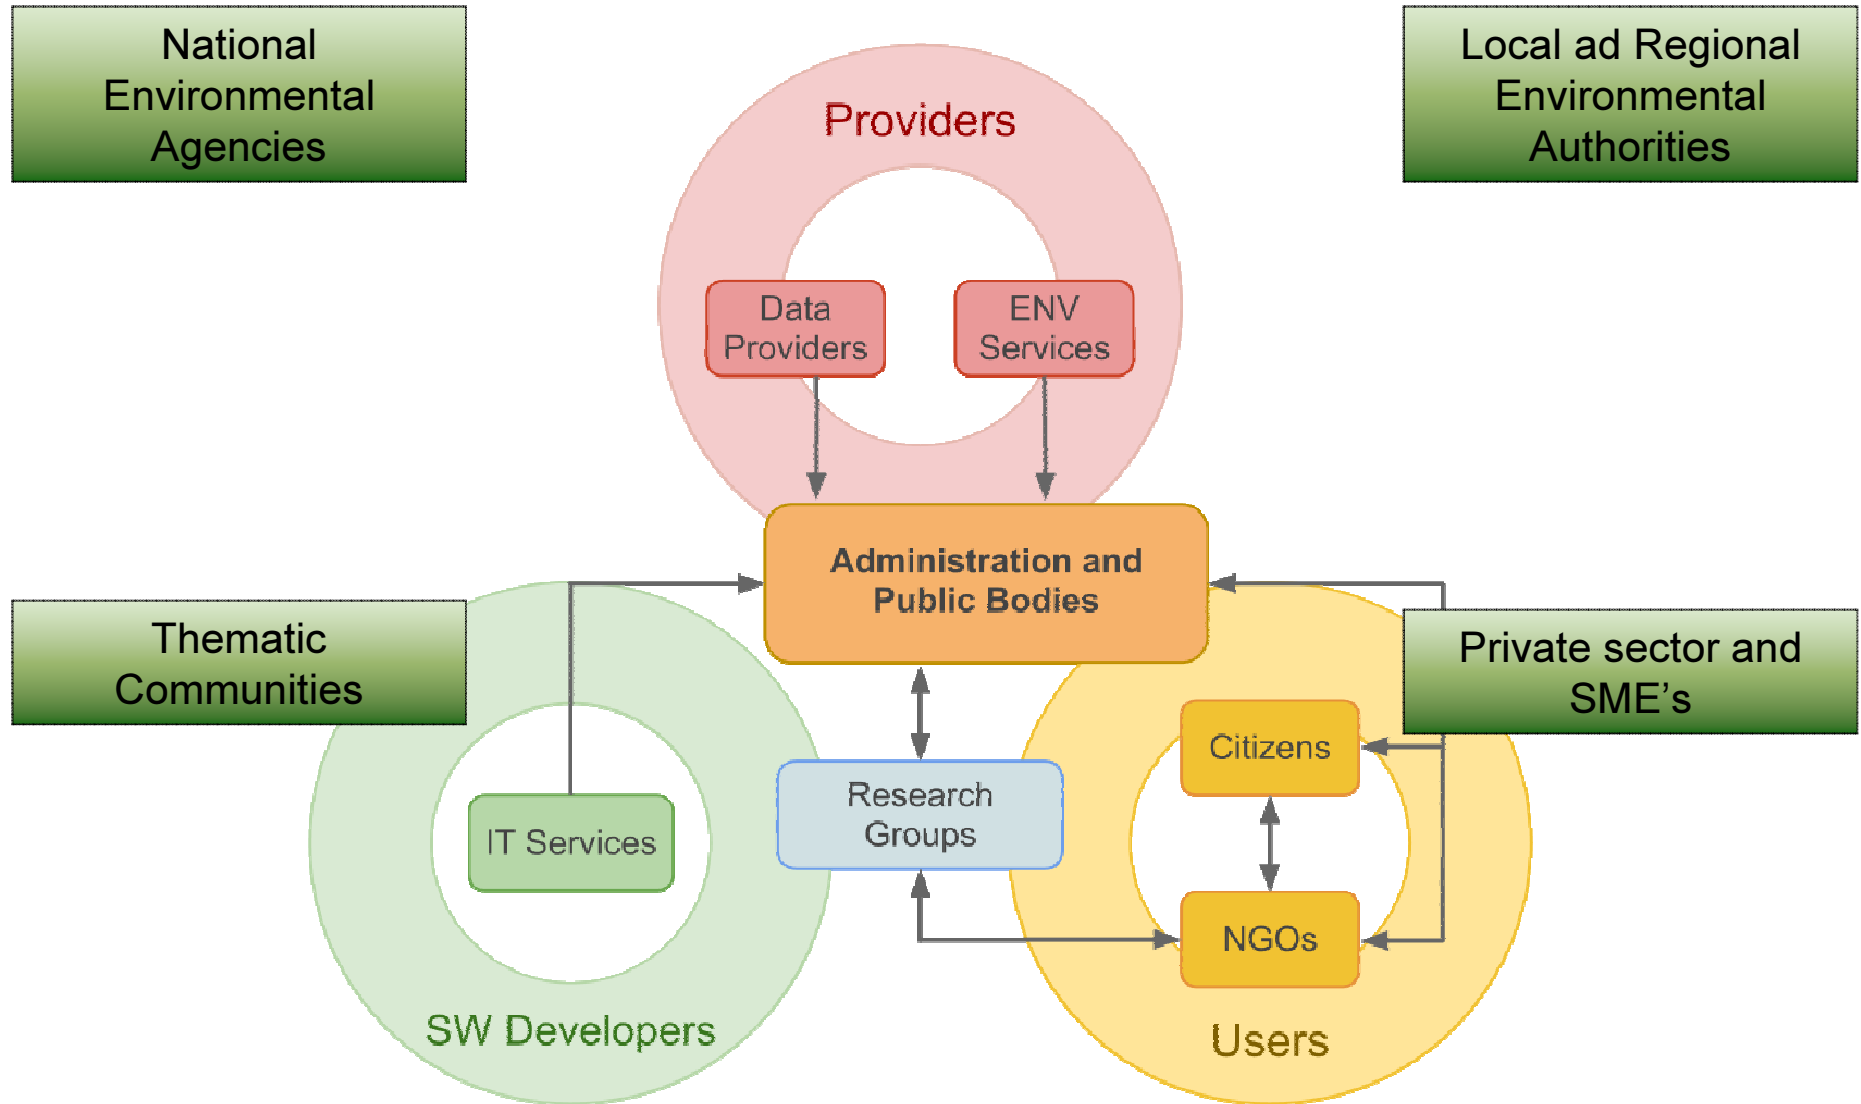 National
Environmental
Agencies
Local ad Regional
Environmental
Authorities
Providers
Data
Providers
ENV
Services
Administration and
Public Bodies
Thematic
Communities
Private sector and
SME’s
Citizens
Research
Groups
IT Services
NGOs
SW Developers
Users